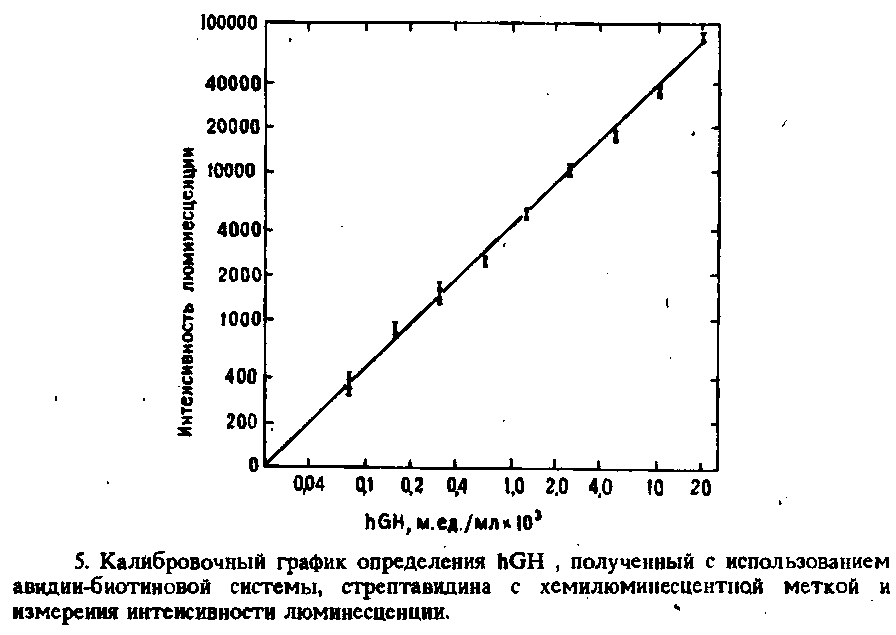 100000
40000
20000
10000
4000
2000
1000
400
200
0
Интенсивность люминесценции
0,04 0,1 0,2 0,4 1,0 2,0 4,0 10 20
hGH, м.ед./мл×10³
5. Калибровочный график определения hGH , полученный с использованием
авидин-биотиновой системы, стрептавидина с хемилюминесцентной меткой и
измерения интенсивности люминесценции.